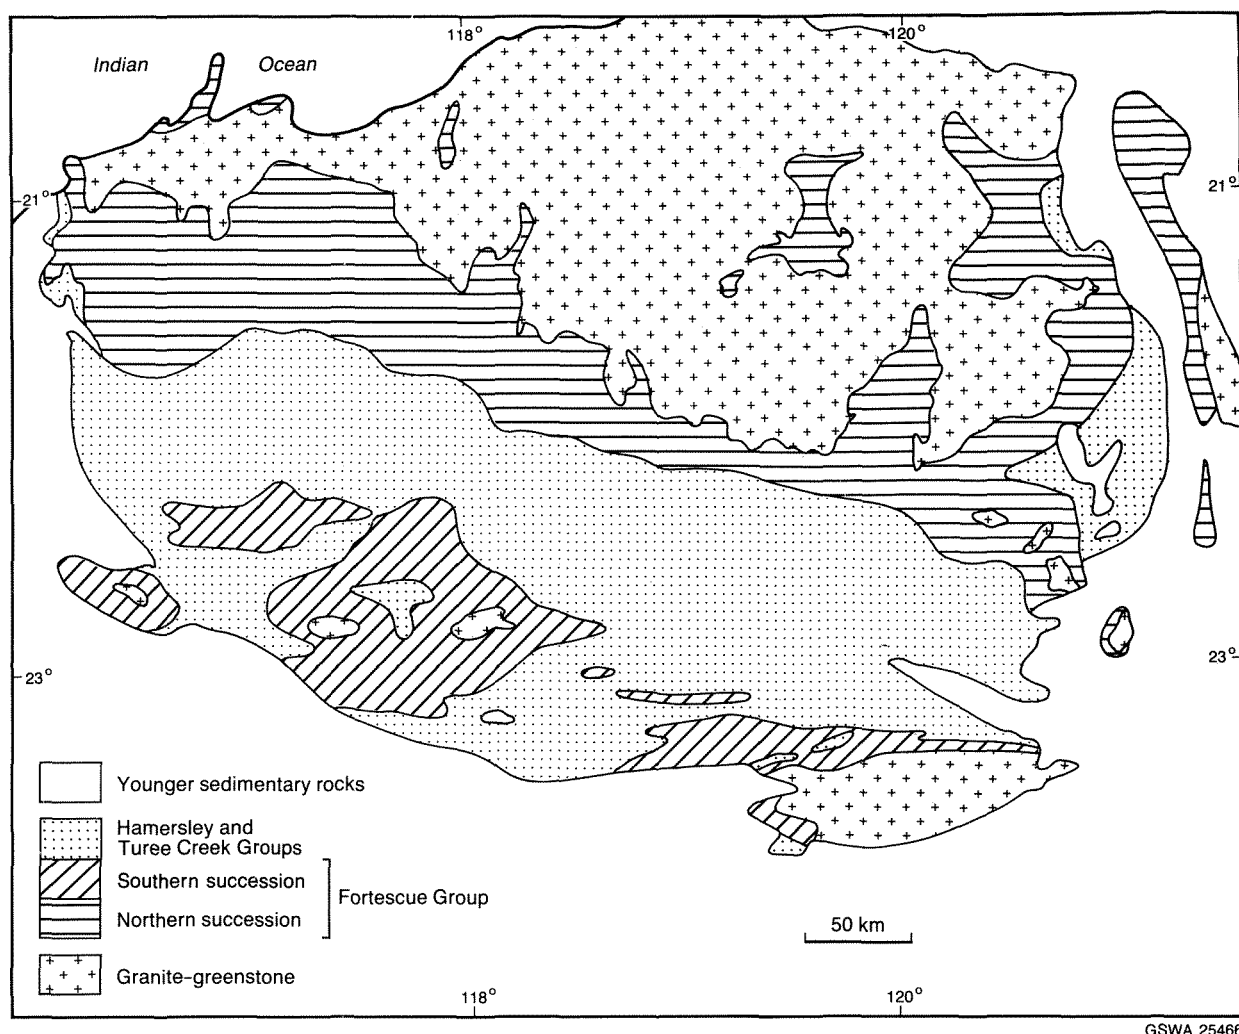 118°
120°
Indian Ocean
21°
21°
23°
23°
Younger sedimentary rocks
Hamersley and
Turee Creek Groups
Southern succession
Fortescue Group
Northern succession
50 km
Granite-greenstone
118°
120°
GSWA 25466